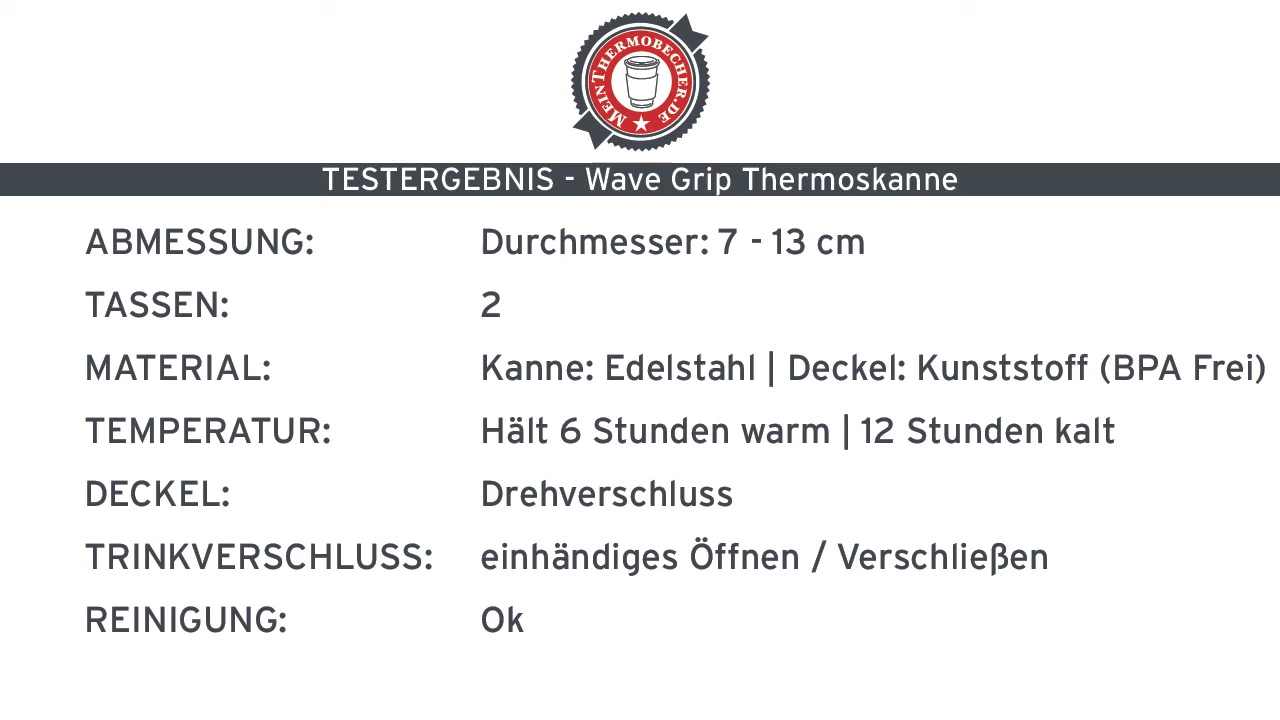 MEINTHERMOBECHER.DE
TESTERGEBNIS - Wave Grip Thermoskanne
ABMESSUNG: Durchmesser: 7 - 13 cm
TASSEN: 2
MATERIAL: Kanne: Edelstahl | Deckel: Kunststoff (BPA Frei)
TEMPERATUR: Hält 6 Stunden warm | 12 Stunden kalt
DECKEL: Drehverschluss
TRINKVERSCHLUSS: einhändiges Öffnen / Verschließen
REINIGUNG: Ok